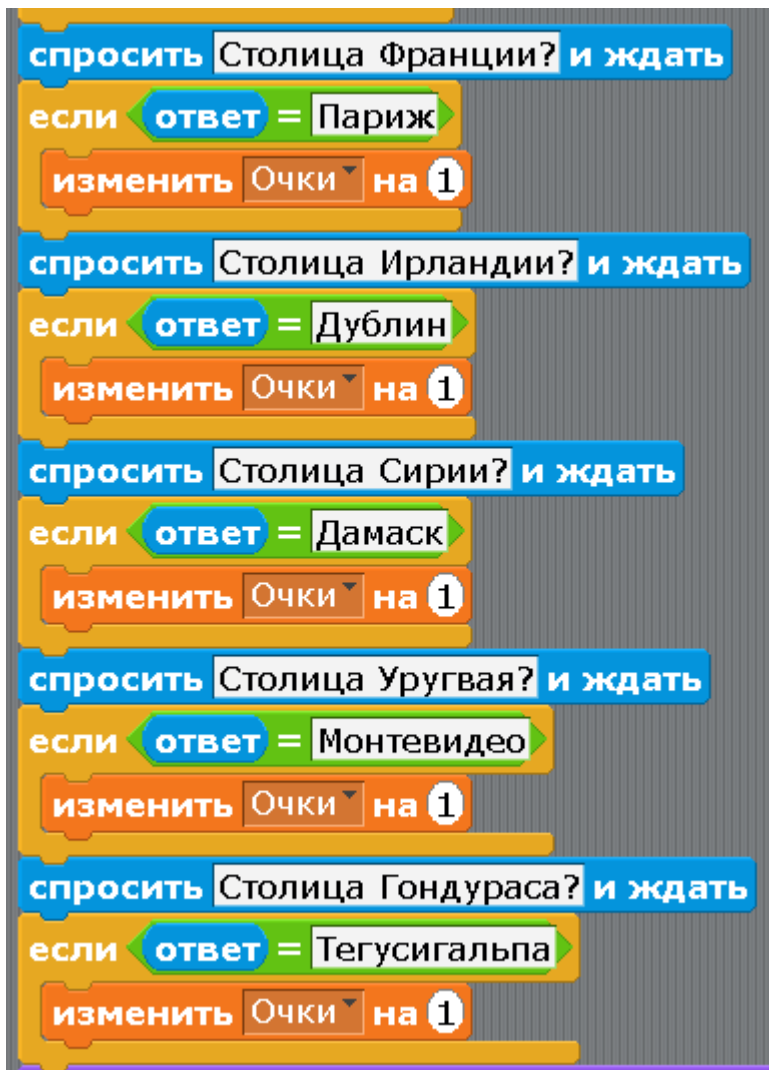 спросить Столица Франции? и ждать
если ответ = Париж
изменить Очки на 1
спросить Столица Ирландии? и ждать
если ответ = Дублин
изменить Очки на 1
спросить Столица Сирии? и ждать
если ответ = Дамаск
изменить Очки на 1
спросить Столица Уругвая? и ждать
если ответ = Монтевидео
изменить Очки на 1
спросить Столица Гондураса? и ждать
если ответ = Тегусигальпа
изменить Очки на 1